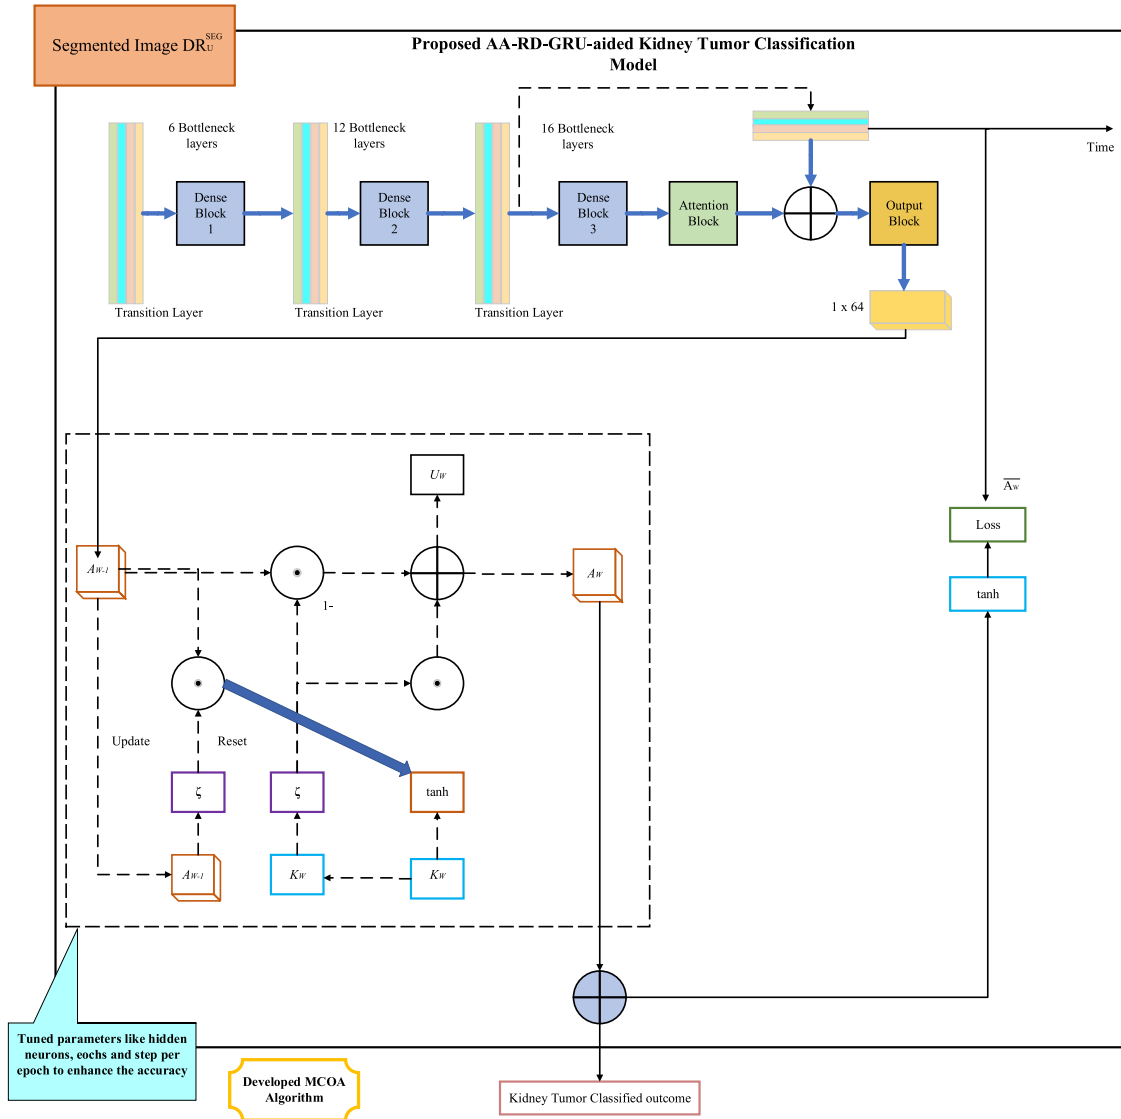 Segmented Image DR_U^SEG
Proposed AA-RD-GRU-aided Kidney Tumor Classification
Model
6 Bottleneck
layers
12 Bottleneck
layers
16 Bottleneck
layers
Time
Dense
Block
1
Dense
Block
2
Dense
Block
3
Attention
Block
Output
Block
Transition Layer
Transition Layer
Transition Layer
1 x 64
U_W
A̅_W
Loss
A_W-1
A_W
tanh
1-
Update
Reset
ζ
ζ
tanh
A_W-1
K_W
K_W
Tuned parameters like hidden
neurons, eochs and step per
epoch to enhance the accuracy
Developed MCOA
Algorithm
Kidney Tumor Classified outcome